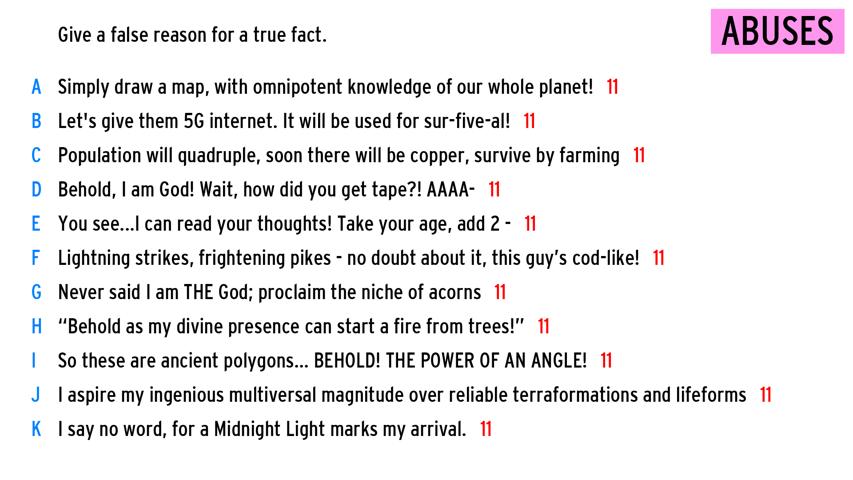 Give a false reason for a true fact.
ABUSES
A Simply draw a map, with omnipotent knowledge of our whole planet! 11
B Let's give them 5G internet. It will be used for sur-five-al! 11
C Population will quadruple, soon there will be copper, survive by farming 11
D Behold, I am God! Wait, how did you get tape?! AAAA- 11
E You see...I can read your thoughts! Take your age, add 2 - 11
F Lightning strikes, frightening pikes - no doubt about it, this guy’s cod-like! 11
G Never said I am THE God; proclaim the niche of acorns 11
H “Behold as my divine presence can start a fire from trees!” 11
I So these are ancient polygons... BEHOLD! THE POWER OF AN ANGLE! 11
J I aspire my ingenious multiversal magnitude over reliable terraformations and lifeforms 11
K I say no word, for a Midnight Light marks my arrival. 11